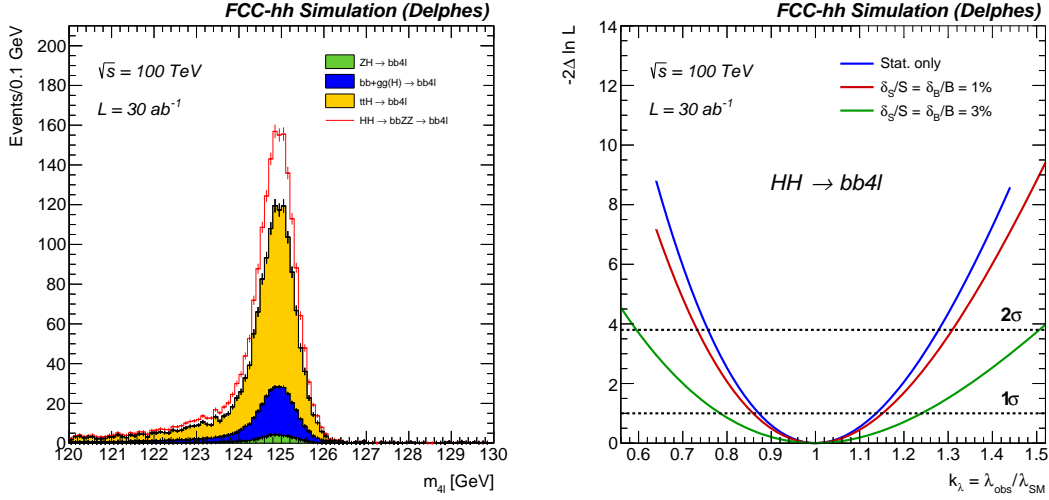 FCC-hh Simulation (Delphes)
Events/0.1 GeV
200
180
160
140
120
100
80
60
40
20
0
√s = 100 TeV
L = 30 ab⁻¹
ZH → bb4l
bb+gg(H) → bb4l
ttH → bb4l
HH → bbZZ → bb4l
120 121 122 123 124 125 126 127 128 129 130
m4l [GeV]
FCC-hh Simulation (Delphes)
-2Δ ln L
14
12
10
8
6
4
2
0
√s = 100 TeV
L = 30 ab⁻¹
Stat. only
δS/S = δB/B = 1%
δS/S = δB/B = 3%
HH → bb4l
2σ
1σ
0.6 0.7 0.8 0.9 1 1.1 1.2 1.3 1.4 1.5
kλ = λobs/λSM